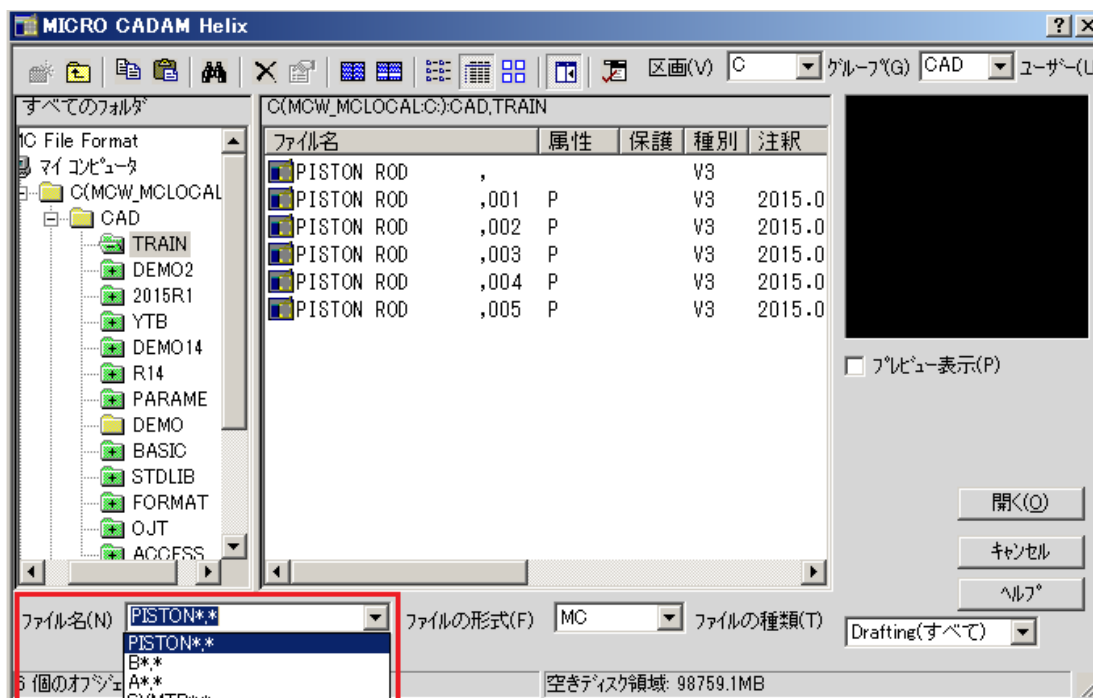 MICRO CADAM Helix
区画(V) C グループ(G) CAD ユーザー(U
すべてのフォルダ
C(MCW_MCLOCAL:C:):CAD,TRAIN
MC File Format
マイ コンピュータ
C(MCW_MCLOCAL
CAD
TRAIN
DEMO2
2015R1
YTB
DEMO14
R14
PARAME
DEMO
BASIC
STDLIB
FORMAT
OJT
ACCESS
ファイル名 属性 保護 種別 注釈
PISTON ROD , V3
PISTON ROD ,001 P V3 2015.0
PISTON ROD ,002 P V3 2015.0
PISTON ROD ,003 P V3 2015.0
PISTON ROD ,004 P V3 2015.0
PISTON ROD ,005 P V3 2015.0
プレビュー表示(P)
開く(O)
キャンセル
ヘルプ
ファイル名(N) PISTON*,* ファイルの形式(F) MC ファイルの種類(T) Drafting(すべて)
PISTON*,*
B*,*
A*,*
6 個のオブジェ
空きディスク領域: 98759.1MB